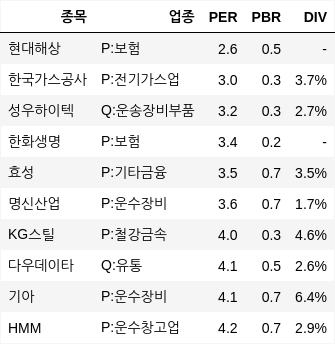 종목 업종 PER PBR DIV
현대해상 P:보험 2.6 0.5 -
한국가스공사 P:전기가스업 3.0 0.3 3.7%
성우하이텍 Q:운송장비부품 3.2 0.3 2.7%
한화생명 P:보험 3.4 0.2 -
효성 P:기타금융 3.5 0.7 3.5%
명신산업 P:운수장비 3.6 0.7 1.7%
KG스틸 P:철강금속 4.0 0.3 4.6%
다우데이타 Q:유통 4.1 0.5 2.6%
기아 P:운수장비 4.1 0.7 6.4%
HMM P:운수창고업 4.2 0.7 2.9%